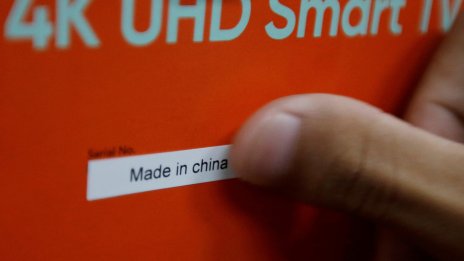 4K UHD Smart TV
Serial No.
Made in china